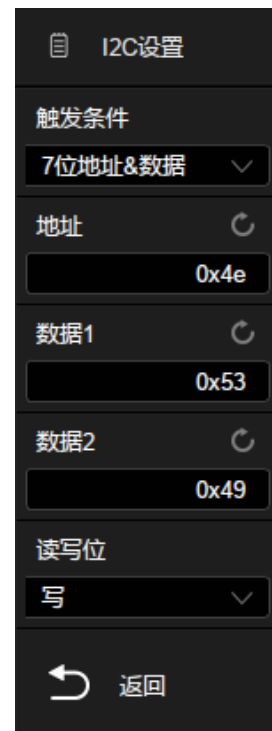 I2C设置
触发条件
7位地址&数据
地址
0x4e
数据1
0x53
数据2
0x49
读写位
写
返回